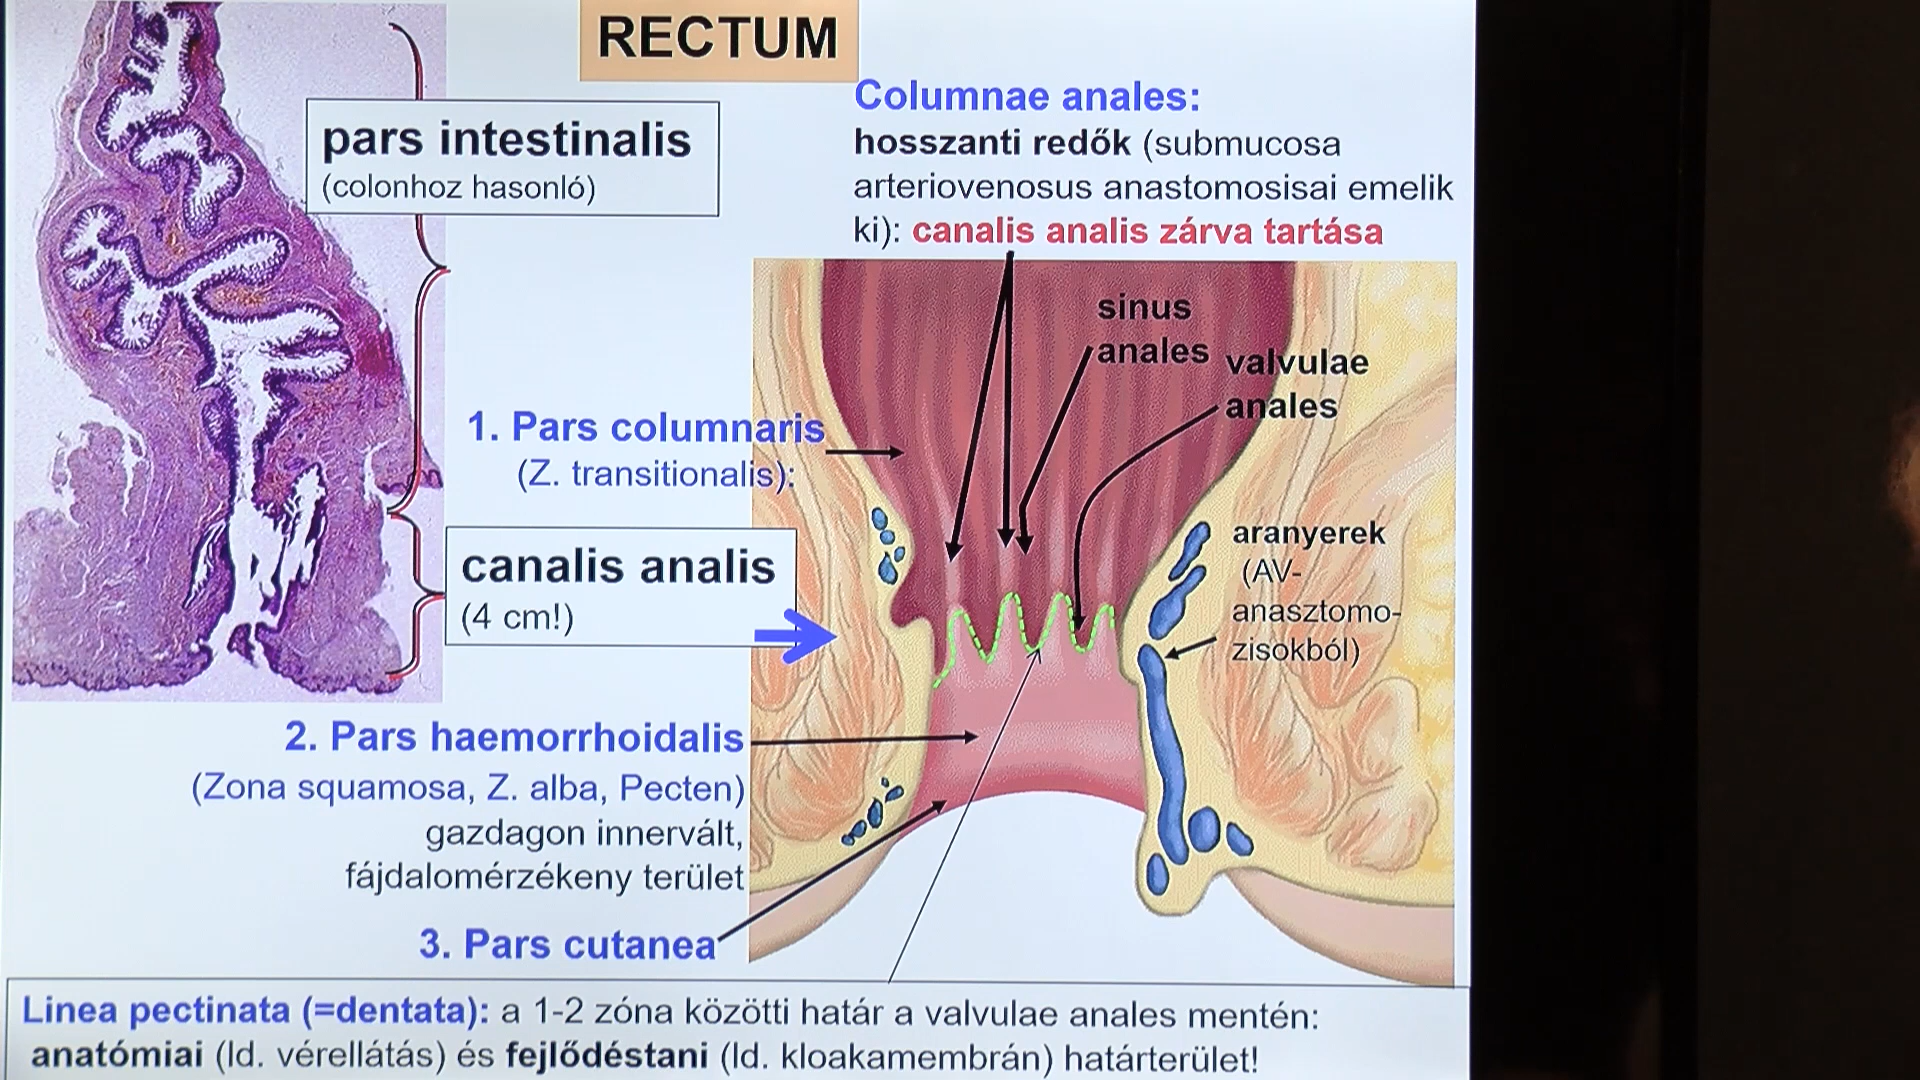 RECTUM
pars intestinalis
(colonhoz hasonló)
Columnae anales:
hosszanti redők (submucosa
arteriovenosus anastomosisai emelik
ki): canalis analis zárva tartása
sinus
anales
valvulae
anales
1. Pars columnaris
(Z. transitionalis):
canalis analis
(4 cm!)
aranyerek
(AV-
anasztomo-
zisokból)
2. Pars haemorrhoidalis
(Zona squamosa, Z. alba, Pecten)
gazdagon innervált,
fájdalomérzékeny terület
3. Pars cutanea
Linea pectinata (=dentata): a 1-2 zóna közötti határ a valvulae anales mentén:
anatómiai (ld. vérellátás) és fejlődéstani (ld. kloakamembrán) határterület!